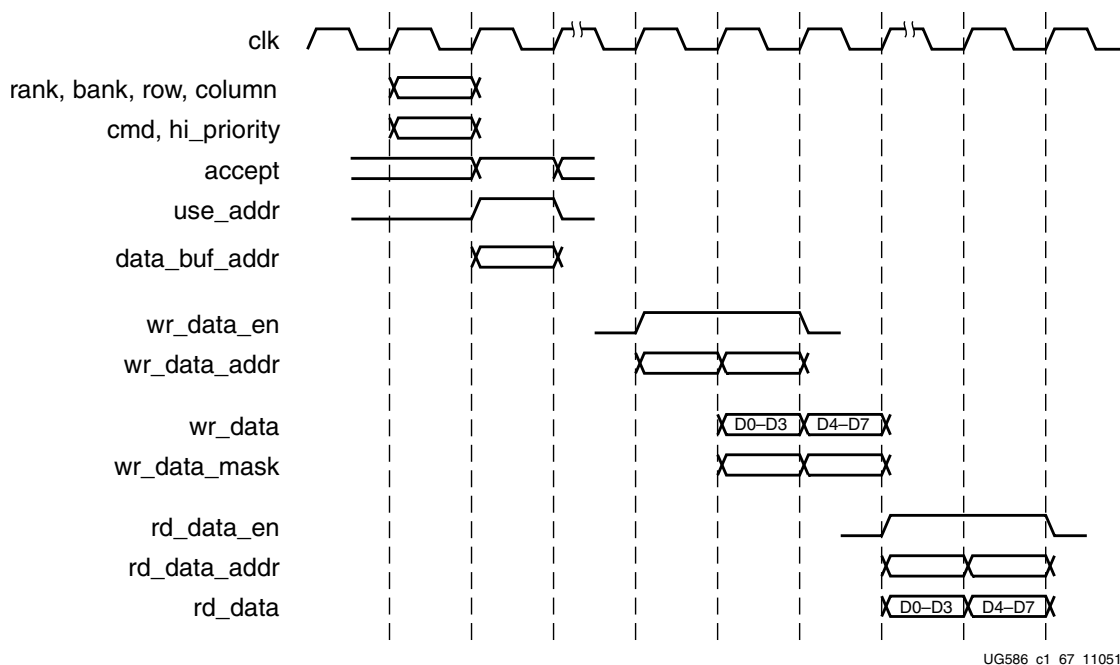 clk
rank, bank, row, column
cmd, hi_priority
accept
use_addr
data_buf_addr
wr_data_en
wr_data_addr
wr_data D0–D3 D4–D7
wr_data_mask
rd_data_en
rd_data_addr
rd_data D0–D3 D4–D7
UG586_c1_67_11051